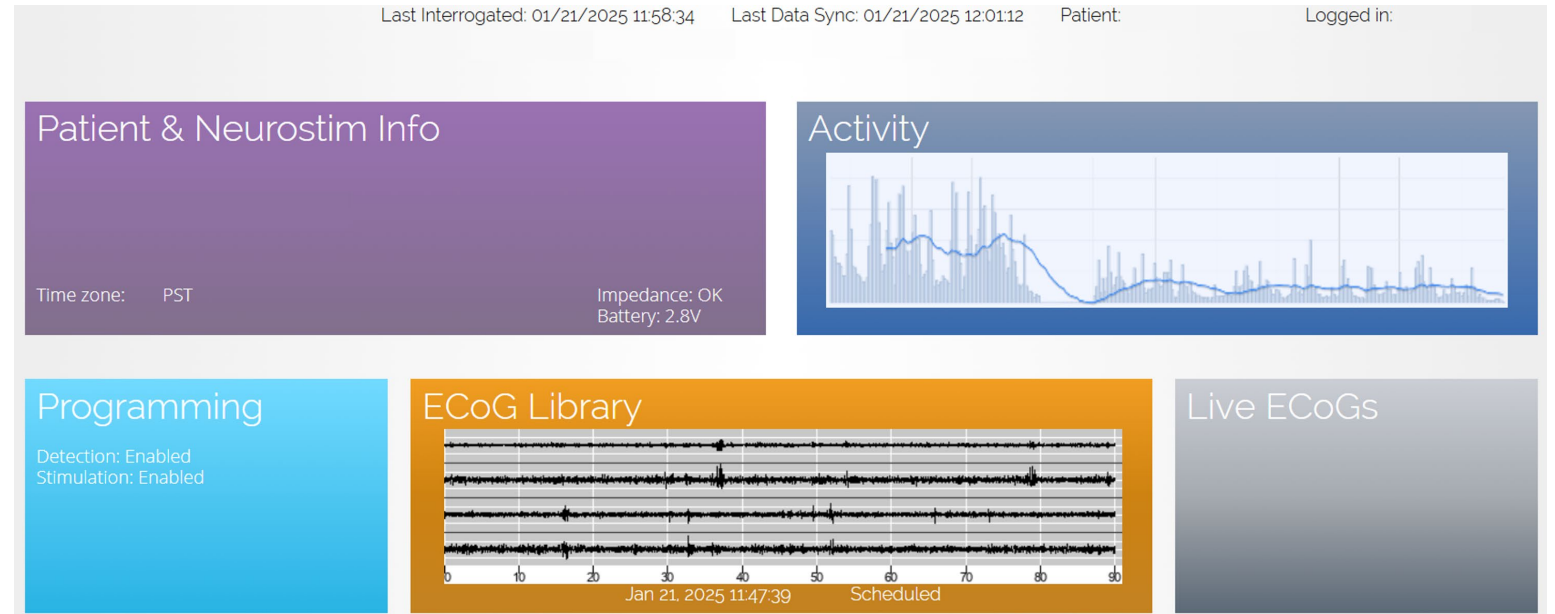 Last Interrogated: 01/21/2025 11:58:34 Last Data Sync: 01/21/2025 12:01:12 Patient: Logged in:
Patient & Neurostim Info
Time zone: PST
Impedance: OK
Battery: 2.8V
Activity
Programming
Detection: Enabled
Stimulation: Enabled
ECoG Library
0 10 20 30 40 50 60 70 80 90
Jan 21, 2025 11:47:39 Scheduled
Live ECoGs